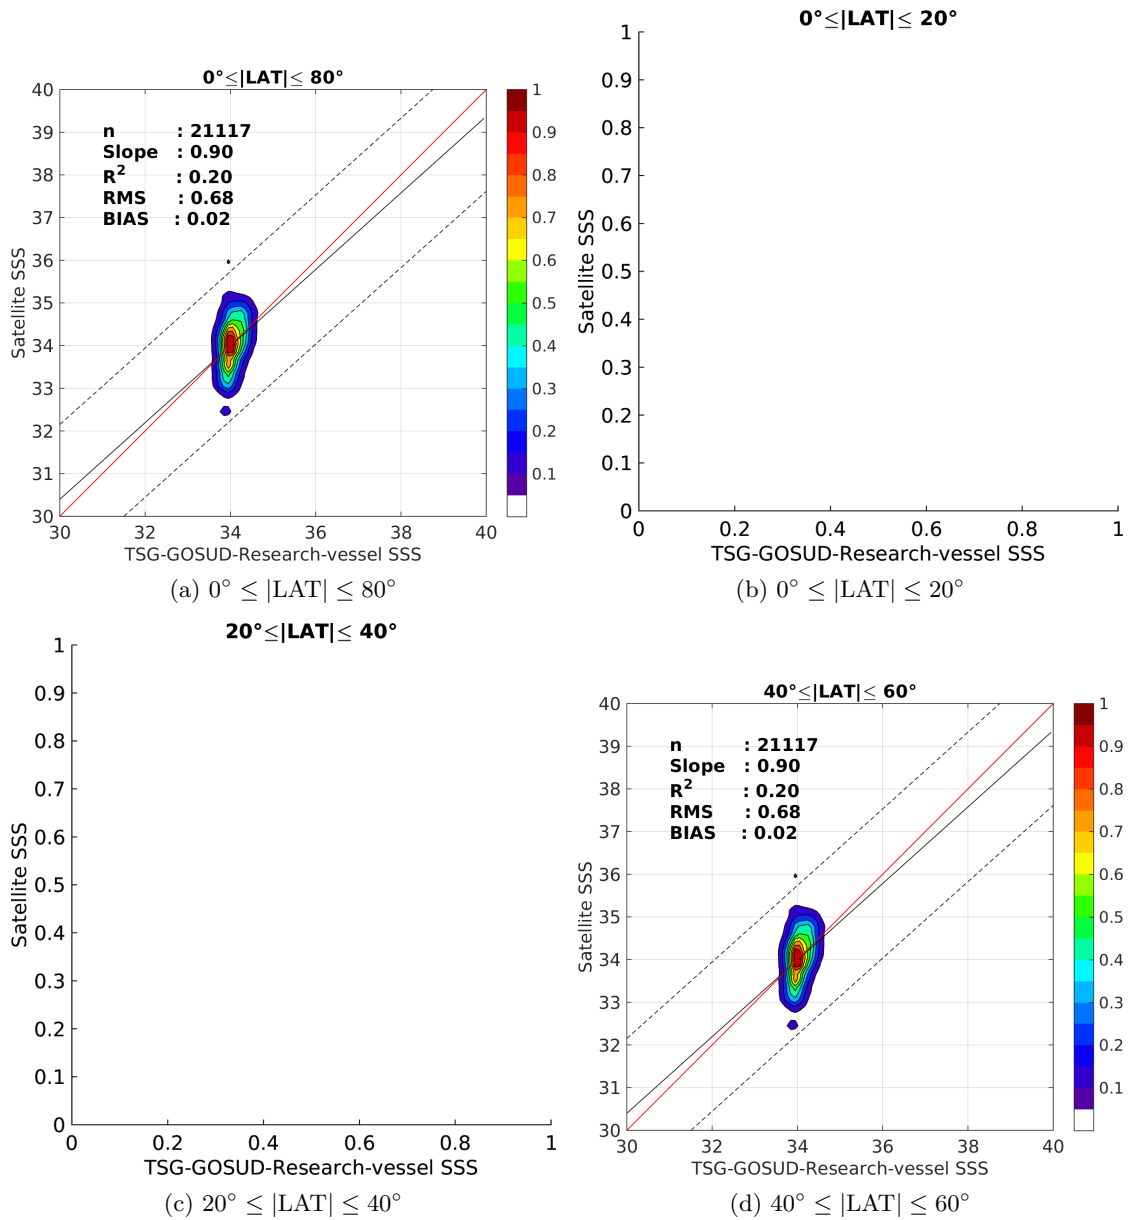 0°≤|LAT|≤ 80°
n : 21117
Slope : 0.90
R² : 0.20
RMS : 0.68
BIAS : 0.02
40
39
38
37
36
35
34
33
32
31
30
Satellite SSS
30 32 34 36 38 40
TSG-GOSUD-Research-vessel SSS
1
0.9
0.8
0.7
0.6
0.5
0.4
0.3
0.2
0.1
(a) 0° ≤ |LAT| ≤ 80°
0°≤|LAT|≤ 20°
1
0.9
0.8
0.7
0.6
0.5
0.4
0.3
0.2
0.1
0
Satellite SSS
0 0.2 0.4 0.6 0.8 1
TSG-GOSUD-Research-vessel SSS
(b) 0° ≤ |LAT| ≤ 20°
20°≤|LAT|≤ 40°
1
0.9
0.8
0.7
0.6
0.5
0.4
0.3
0.2
0.1
0
Satellite SSS
0 0.2 0.4 0.6 0.8 1
TSG-GOSUD-Research-vessel SSS
(c) 20° ≤ |LAT| ≤ 40°
40°≤|LAT|≤ 60°
n : 21117
Slope : 0.90
R² : 0.20
RMS : 0.68
BIAS : 0.02
40
39
38
37
36
35
34
33
32
31
30
Satellite SSS
30 32 34 36 38 40
TSG-GOSUD-Research-vessel SSS
1
0.9
0.8
0.7
0.6
0.5
0.4
0.3
0.2
0.1
(d) 40° ≤ |LAT| ≤ 60°